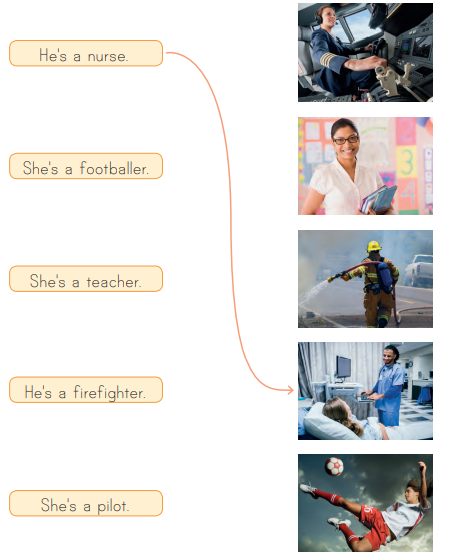 He's a nurse.
She's a footballer.
She's a teacher.
He's a firefighter.
She's a pilot.